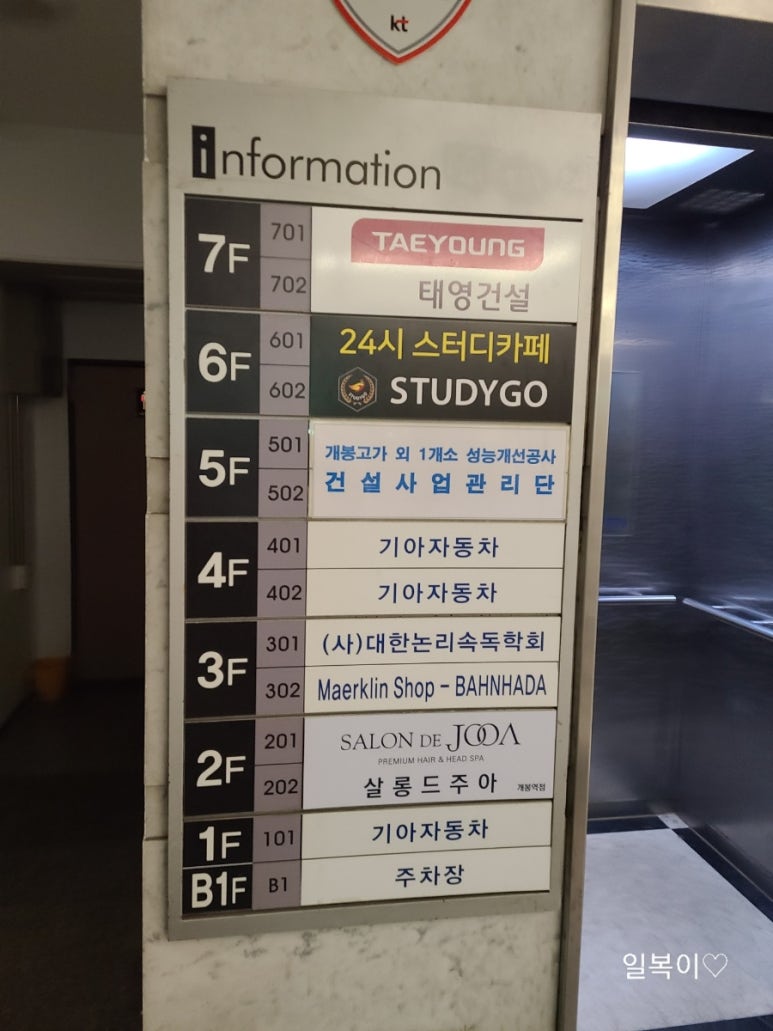 kt
information
7F
701
702
TAEYOUNG
태영건설
6F
601
602
24시 스터디카페
STUDYGO
5F
501
502
개봉고가 외 1개소 성능개선공사
건설사업관리단
4F
401
402
기아자동차
기아자동차
3F
301
302
(사)대한논리속독학회
Maerklin Shop - BAHNHADA
2F
201
202
SALON DE JOOA
PREMIUM HAIR & HEAD SPA
살롱드주아 개봉역점
1F
101
기아자동차
B1F
B1
주차장
일복이♡